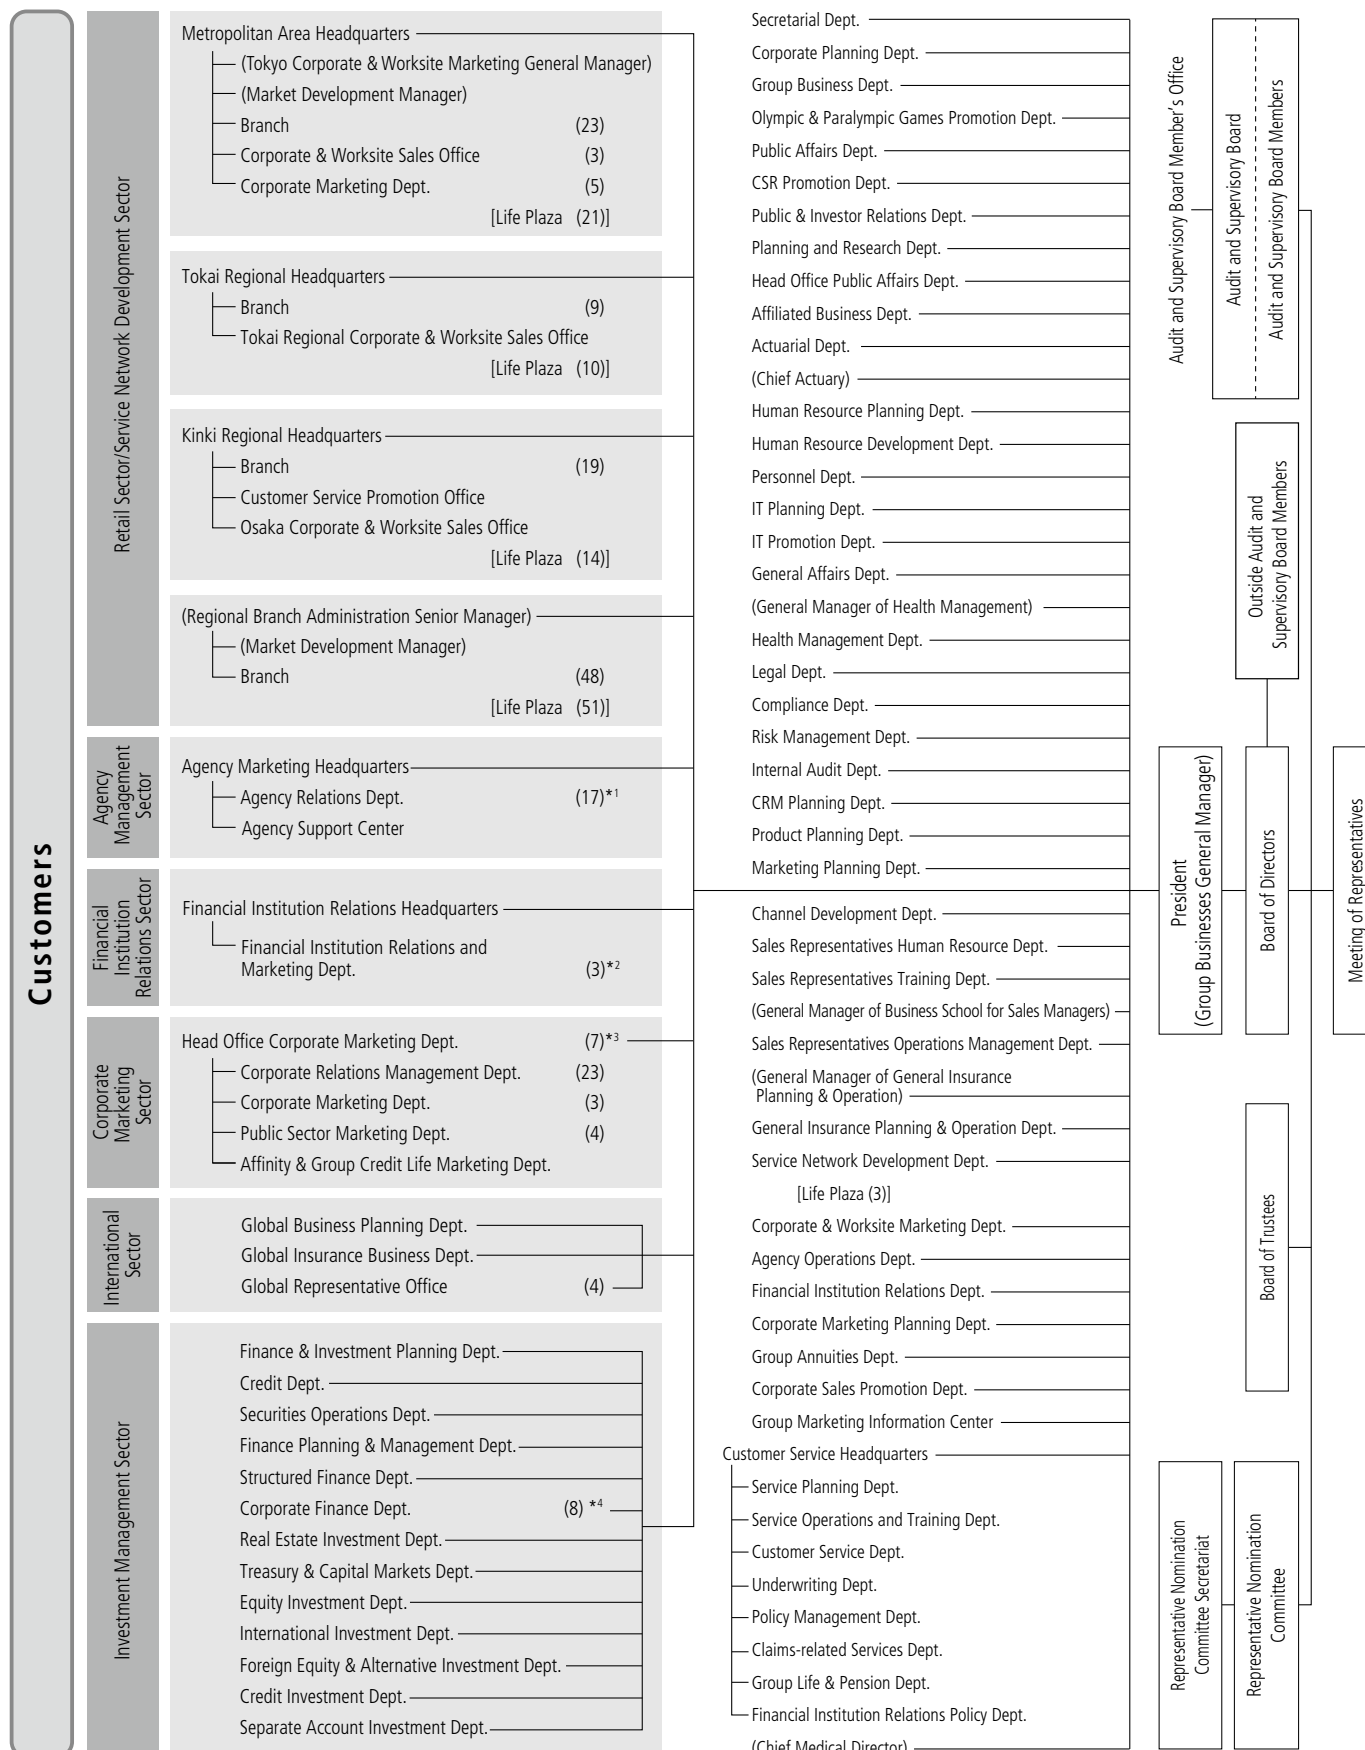 Customers
Retail Sector/Service Network Development Sector
Metropolitan Area Headquarters
(Tokyo Corporate & Worksite Marketing General Manager)
(Market Development Manager)
Branch (23)
Corporate & Worksite Sales Office (3)
Corporate Marketing Dept. (5)
[Life Plaza (21)]
Tokai Regional Headquarters
Branch (9)
Tokai Regional Corporate & Worksite Sales Office
[Life Plaza (10)]
Kinki Regional Headquarters
Branch (19)
Customer Service Promotion Office
Osaka Corporate & Worksite Sales Office
[Life Plaza (14)]
(Regional Branch Administration Senior Manager)
(Market Development Manager)
Branch (48)
[Life Plaza (51)]
Agency
Management
Sector
Agency Marketing Headquarters
Agency Relations Dept. (17)*1
Agency Support Center
Financial
Institution
Relations Sector
Financial Institution Relations Headquarters
Financial Institution Relations and
Marketing Dept. (3)*2
Corporate
Marketing
Sector
Head Office Corporate Marketing Dept. (7)*3
Corporate Relations Management Dept. (23)
Corporate Marketing Dept. (3)
Public Sector Marketing Dept. (4)
Affinity & Group Credit Life Marketing Dept.
International
Sector
Global Business Planning Dept.
Global Insurance Business Dept.
Global Representative Office (4)
Investment Management Sector
Finance & Investment Planning Dept.
Credit Dept.
Securities Operations Dept.
Finance Planning & Management Dept.
Structured Finance Dept.
Corporate Finance Dept. (8) *4
Real Estate Investment Dept.
Treasury & Capital Markets Dept.
Equity Investment Dept.
International Investment Dept.
Foreign Equity & Alternative Investment Dept.
Credit Investment Dept.
Separate Account Investment Dept.
Secretarial Dept.
Corporate Planning Dept.
Group Business Dept.
Olympic & Paralympic Games Promotion Dept.
Public Affairs Dept.
CSR Promotion Dept.
Public & Investor Relations Dept.
Planning and Research Dept.
Head Office Public Affairs Dept.
Affiliated Business Dept.
Actuarial Dept.
(Chief Actuary)
Human Resource Planning Dept.
Human Resource Development Dept.
Personnel Dept.
IT Planning Dept.
IT Promotion Dept.
General Affairs Dept.
(General Manager of Health Management)
Health Management Dept.
Legal Dept.
Compliance Dept.
Risk Management Dept.
Internal Audit Dept.
CRM Planning Dept.
Product Planning Dept.
Marketing Planning Dept.
Channel Development Dept.
Sales Representatives Human Resource Dept.
Sales Representatives Training Dept.
(General Manager of Business School for Sales Managers)
Sales Representatives Operations Management Dept.
(General Manager of General Insurance
Planning & Operation)
General Insurance Planning & Operation Dept.
Service Network Development Dept.
[Life Plaza (3)]
Corporate & Worksite Marketing Dept.
Agency Operations Dept.
Financial Institution Relations Dept.
Corporate Marketing Planning Dept.
Group Annuities Dept.
Corporate Sales Promotion Dept.
Group Marketing Information Center
Customer Service Headquarters
Service Planning Dept.
Service Operations and Training Dept.
Customer Service Dept.
Underwriting Dept.
Policy Management Dept.
Claims-related Services Dept.
Group Life & Pension Dept.
Financial Institution Relations Policy Dept.
(Chief Medical Director)
Audit and Supervisory Board Member's Office
Audit and Supervisory Board
Audit and Supervisory Board Members
Outside Audit and
Supervisory Board Members
President
(Group Businesses General Manager)
Board of Directors
Meeting of Representatives
Board of Trustees
Representative Nomination
Committee Secretariat
Representative Nomination
Committee